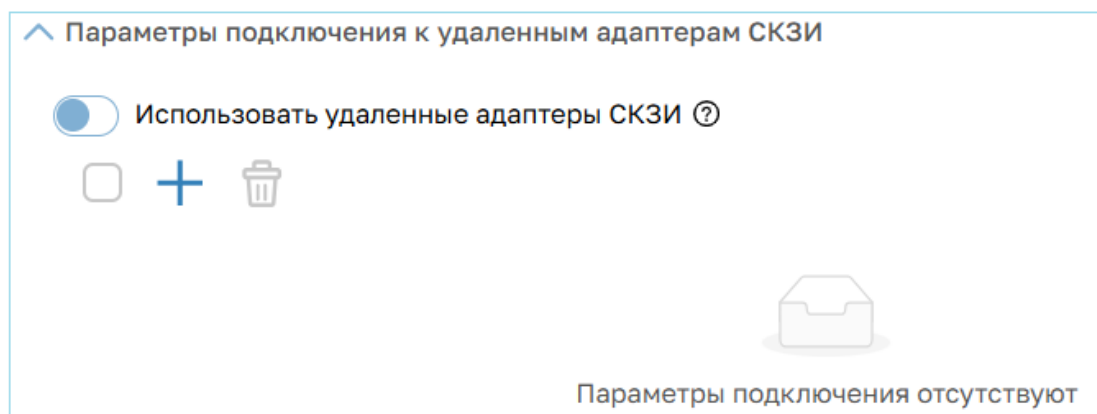 Параметры подключения к удаленным адаптерам СКЗИ
Использовать удаленные адаптеры СКЗИ ?
Параметры подключения отсутствуют